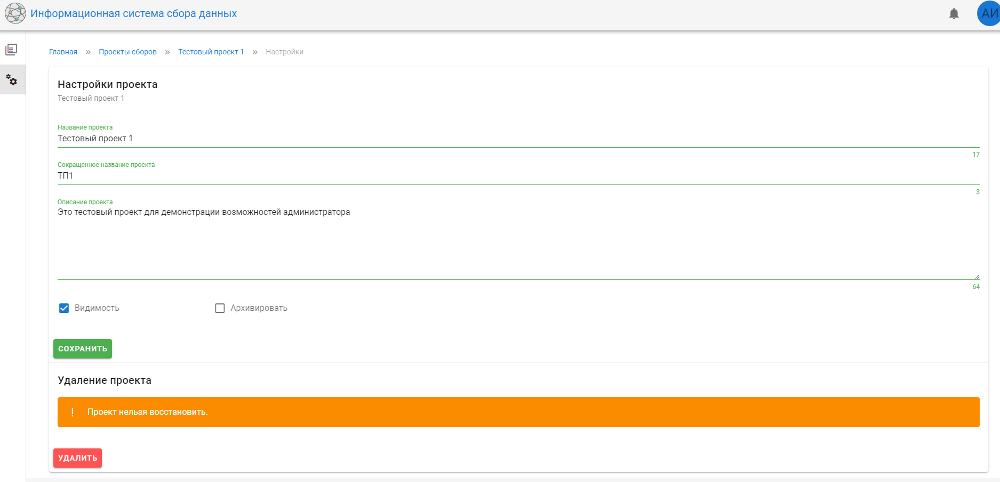 Информационная система сбора данных
АИ
Главная » Проекты сборов » Тестовый проект 1 » Настройки
Настройки проекта
Тестовый проект 1
Название проекта
Тестовый проект 1
17
Сокращенное название проекта
ТП1
3
Описание проекта
Это тестовый проект для демонстрации возможностей администратора
64
Видимость
Архивировать
СОХРАНИТЬ
Удаление проекта
! Проект нельзя восстановить.
УДАЛИТЬ